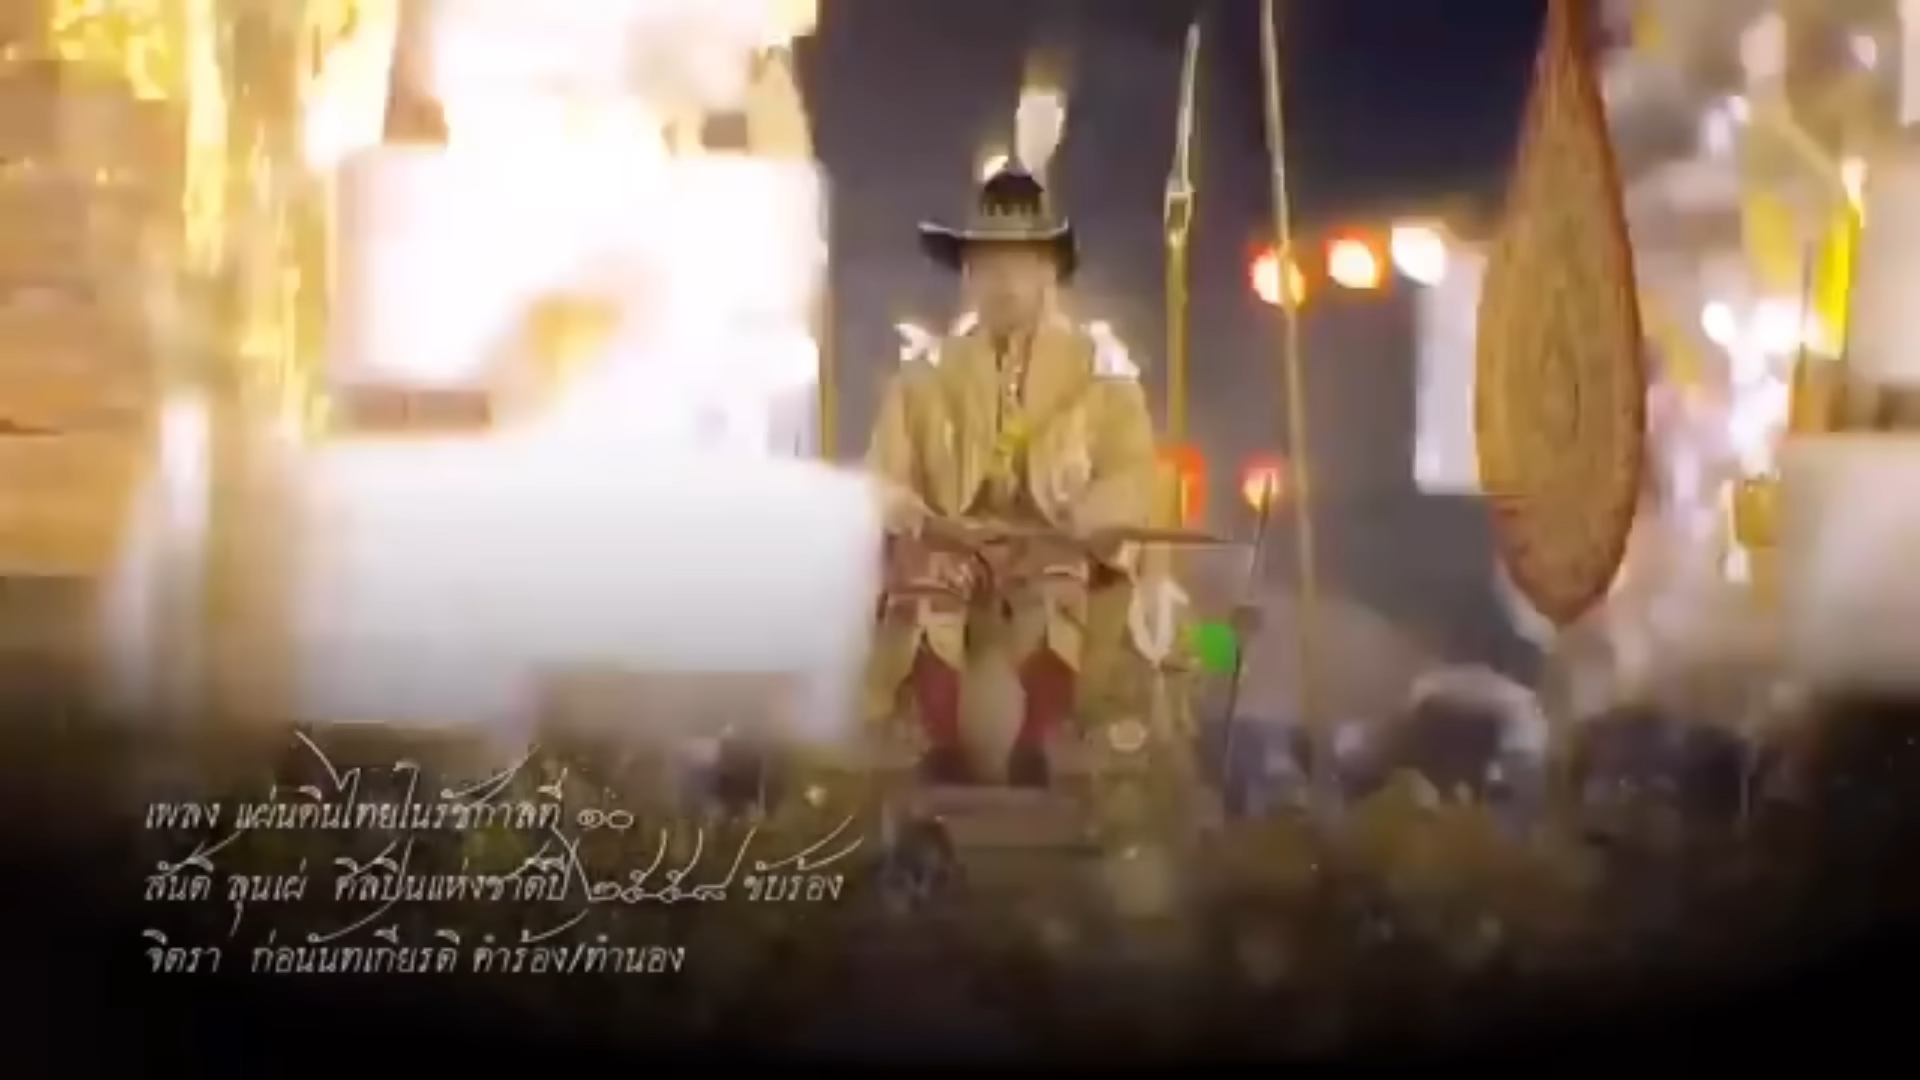 เพลง แผ่นดินไทยในรัชกาลที่ ๑๐
สันติ ลุนเผ่ ศิลปินแห่งชาติปี ๒๕๕๘ ขับร้อง
จิตรา ก่อนันทเกียรติ คำร้อง/ทำนอง